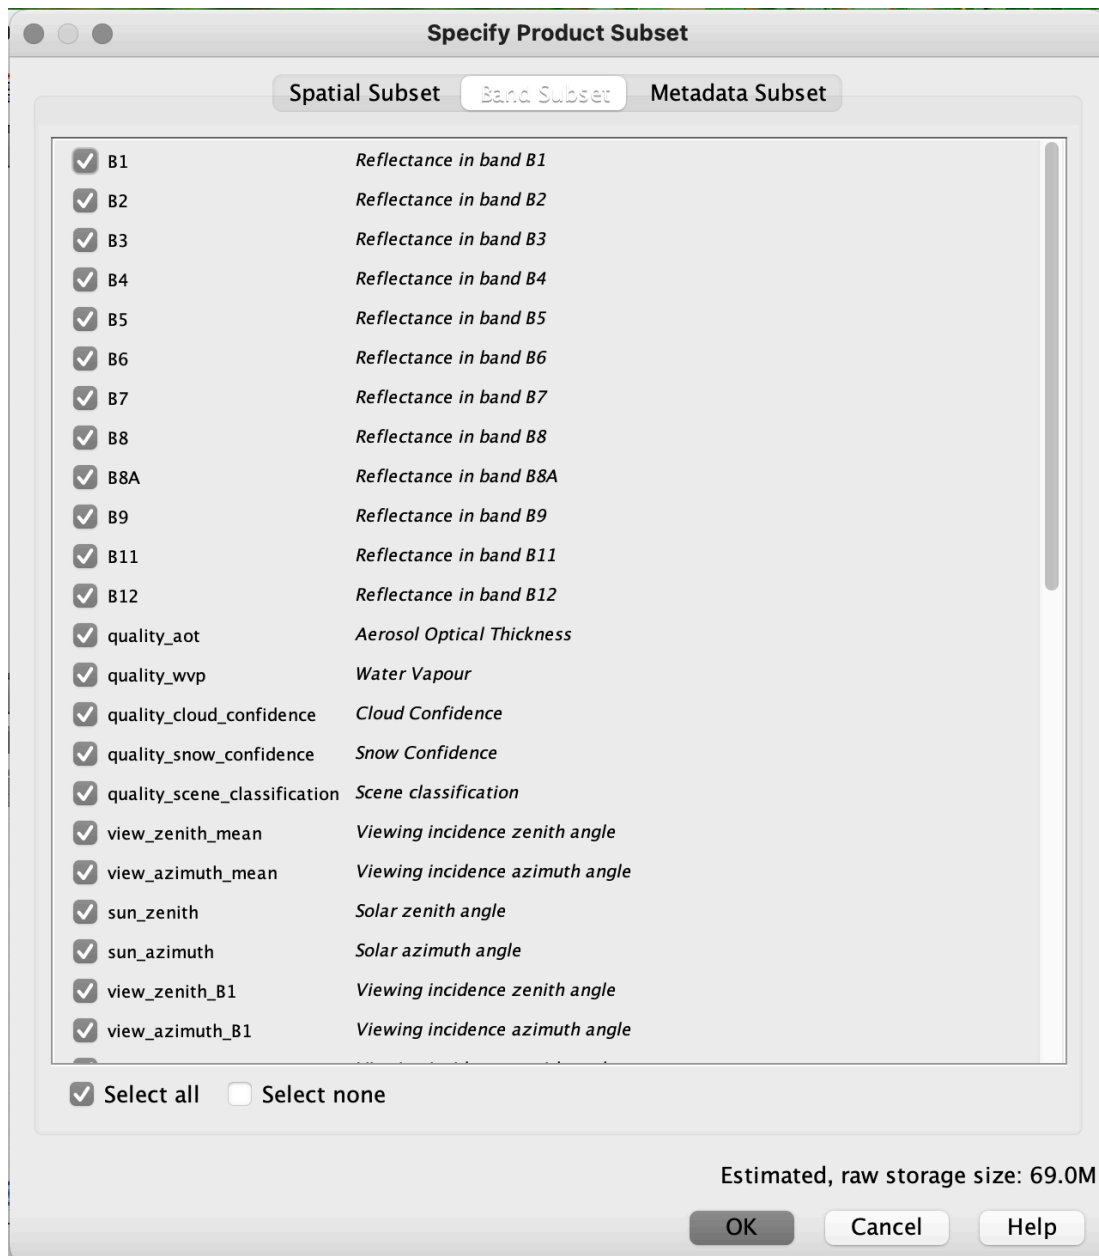 Specify Product Subset
Spatial Subset Band Subset Metadata Subset
B1 Reflectance in band B1
B2 Reflectance in band B2
B3 Reflectance in band B3
B4 Reflectance in band B4
B5 Reflectance in band B5
B6 Reflectance in band B6
B7 Reflectance in band B7
B8 Reflectance in band B8
B8A Reflectance in band B8A
B9 Reflectance in band B9
B11 Reflectance in band B11
B12 Reflectance in band B12
quality_aot Aerosol Optical Thickness
quality_wvp Water Vapour
quality_cloud_confidence Cloud Confidence
quality_snow_confidence Snow Confidence
quality_scene_classification Scene classification
view_zenith_mean Viewing incidence zenith angle
view_azimuth_mean Viewing incidence azimuth angle
sun_zenith Solar zenith angle
sun_azimuth Solar azimuth angle
view_zenith_B1 Viewing incidence zenith angle
view_azimuth_B1 Viewing incidence azimuth angle
Select all Select none
Estimated, raw storage size: 69.0M
OK Cancel Help